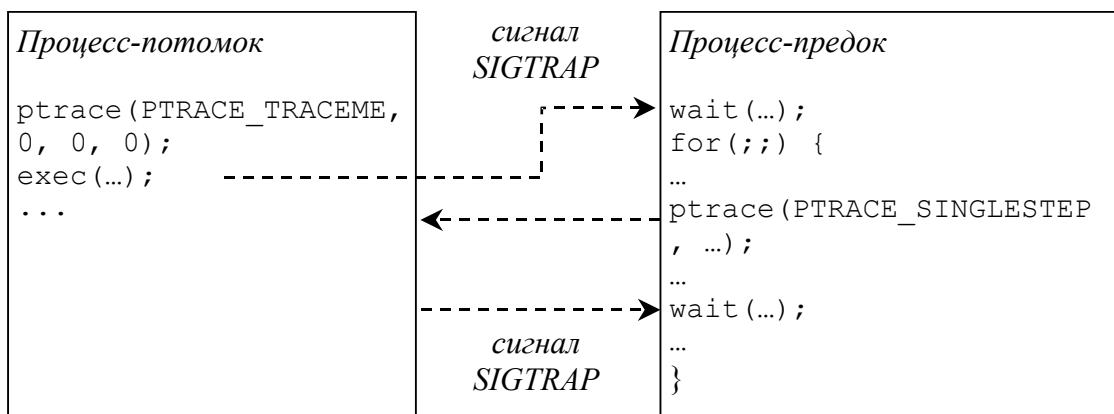 Процесс-потомок
ptrace(PTRACE_TRACEME,
0, 0, 0);
exec(…);
...
сигнал
SIGTRAP
сигнал
SIGTRAP
Процесс-предок
wait(…);
for(;;) {
…
ptrace(PTRACE_SINGLESTEP
, …);
…
wait(…);
…
}